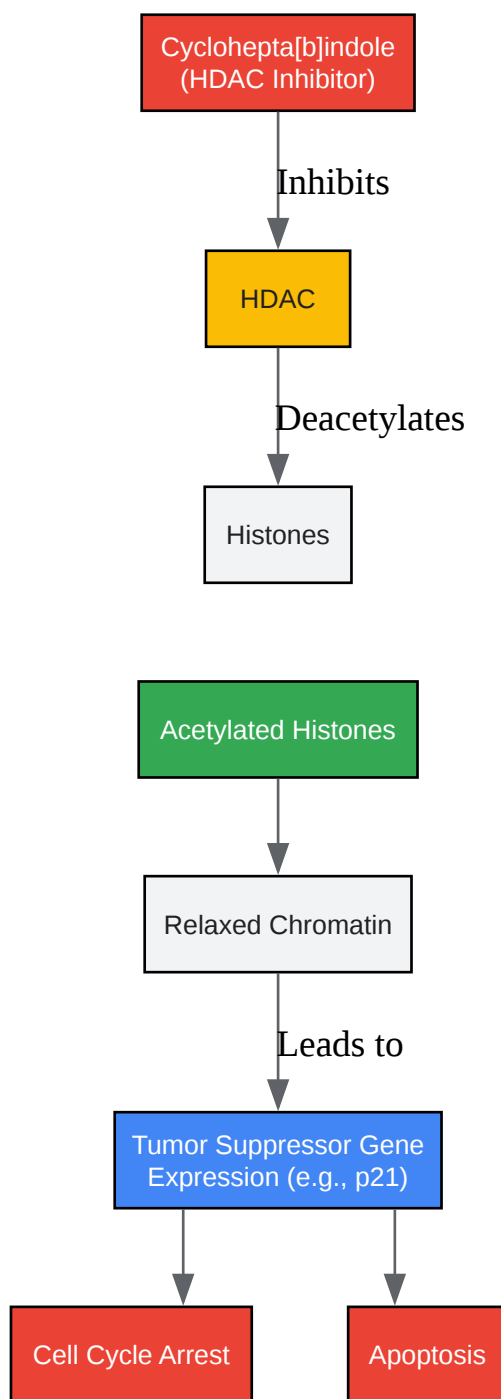 Cyclohepta[b]indole
(HDAC Inhibitor)
Inhibits
HDAC
Deacetylates
Histones
Acetylated Histones
Relaxed Chromatin
Leads to
Tumor Suppressor Gene
Expression (e.g., p21)
Cell Cycle Arrest
Apoptosis